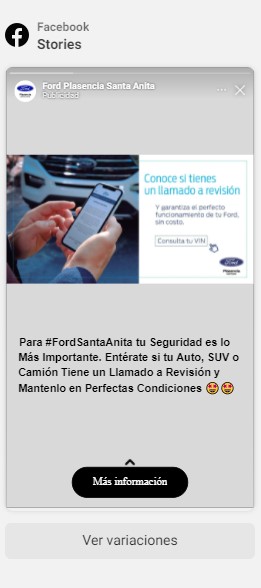 Facebook
Stories
Ford Plasencia Santa Anita
Publicidad
Conoce si tienes
un llamado a revisión
Y garantiza el perfecto
funcionamiento de tu Ford,
sin costo.
Consulta tu VIN
Ford
Plasencia
Para #FordSantaAnita tu Seguridad es lo
Más Importante. Entérate si tu Auto, SUV o
Camión Tiene un Llamado a Revisión y
Mantenlo en Perfectas Condiciones 🤩🤩
Más información
Ver variaciones